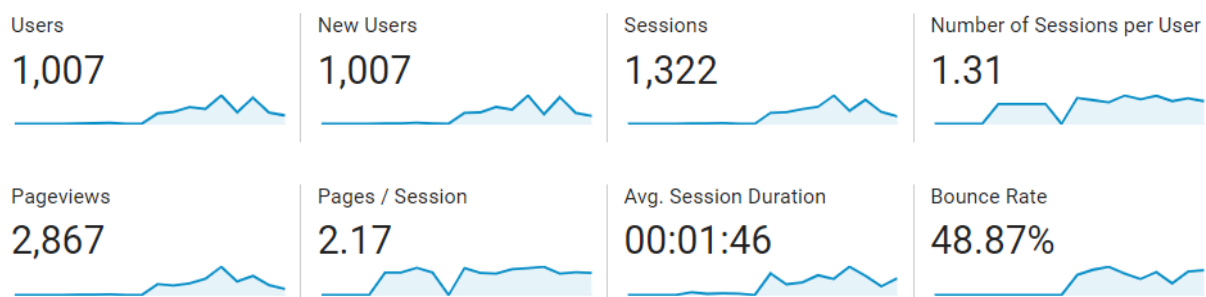 Users
1,007
New Users
1,007
Sessions
1,322
Number of Sessions per User
1.31
Pageviews
2,867
Pages / Session
2.17
Avg. Session Duration
00:01:46
Bounce Rate
48.87%